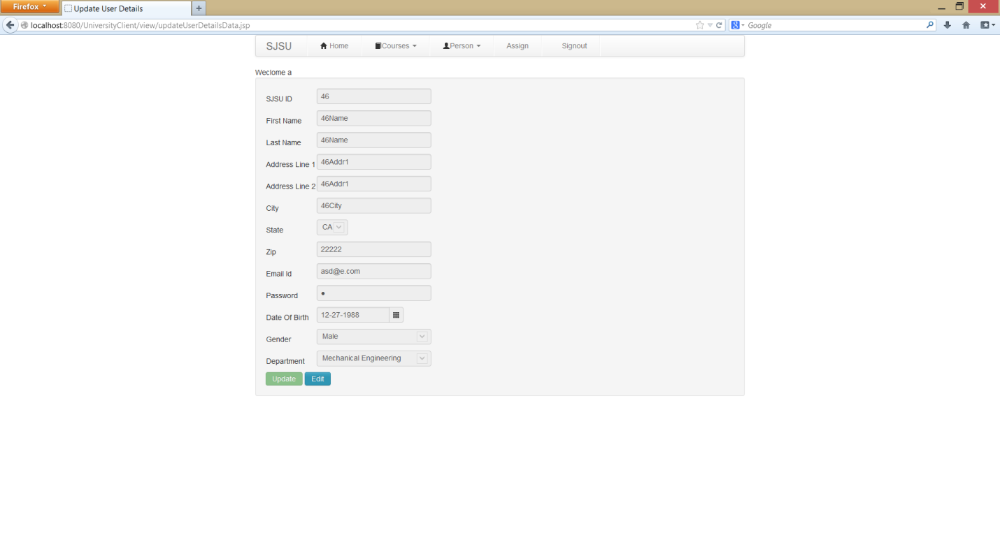 Firefox
Update User Details
localhost:8080/UniversityClient/view/updateUserDetailsData.jsp
Google
SJSU Home Courses Person Assign Signout
Weclome a
SJSU ID 46
First Name 46Name
Last Name 46Name
Address Line 1 46Addr1
Address Line 2 46Addr1
City 46City
State CA
Zip 22222
Email Id asd@e.com
Password •
Date Of Birth 12-27-1988
Gender Male
Department Mechanical Engineering
Update Edit